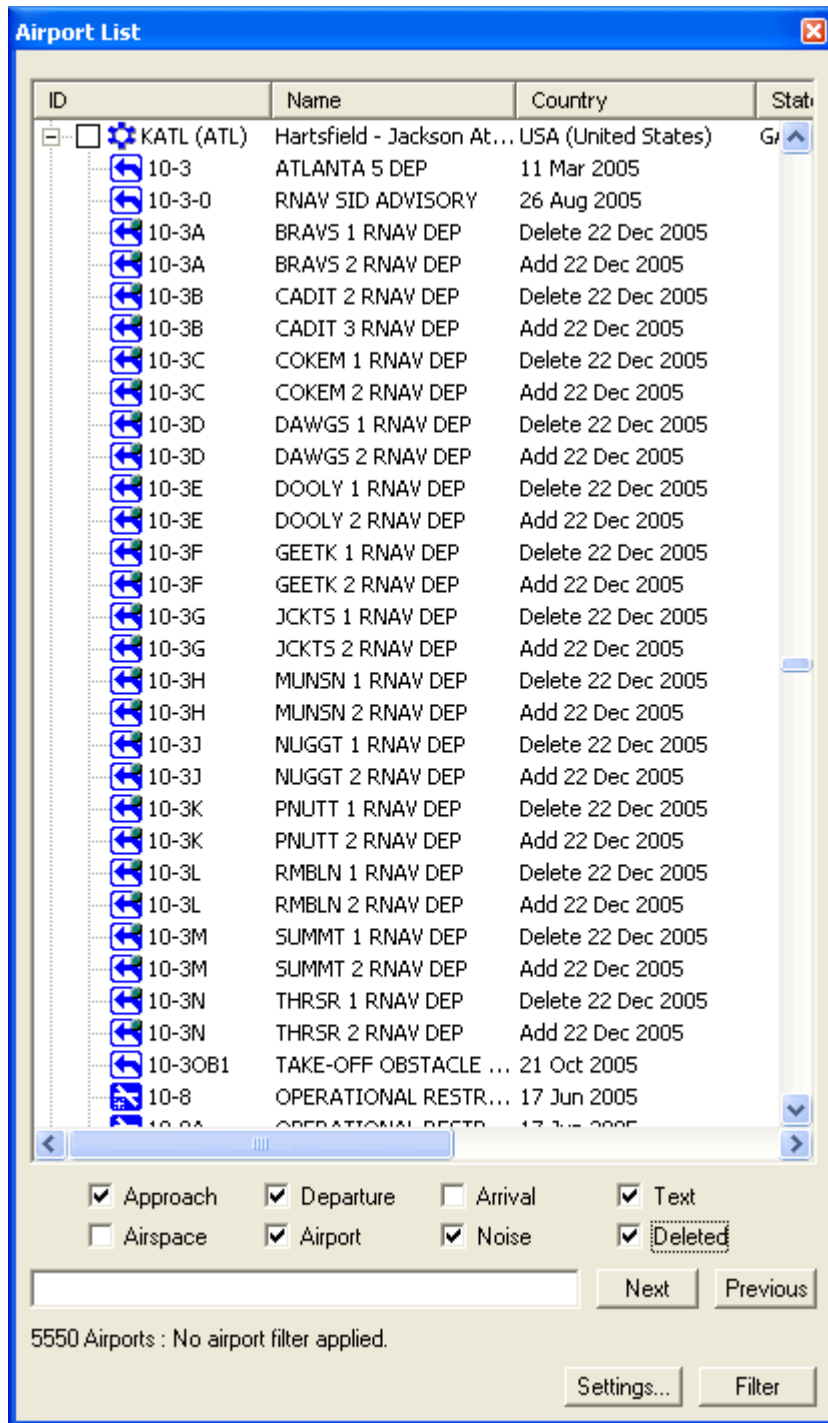 Airport List
ID Name Country Stat
KATL (ATL) Hartsfield - Jackson At... USA (United States) GA
10-3 ATLANTA 5 DEP 11 Mar 2005
10-3-0 RNAV SID ADVISORY 26 Aug 2005
10-3A BRAVS 1 RNAV DEP Delete 22 Dec 2005
10-3A BRAVS 2 RNAV DEP Add 22 Dec 2005
10-3B CADIT 2 RNAV DEP Delete 22 Dec 2005
10-3B CADIT 3 RNAV DEP Add 22 Dec 2005
10-3C COKEM 1 RNAV DEP Delete 22 Dec 2005
10-3C COKEM 2 RNAV DEP Add 22 Dec 2005
10-3D DAWGS 1 RNAV DEP Delete 22 Dec 2005
10-3D DAWGS 2 RNAV DEP Add 22 Dec 2005
10-3E DOOLY 1 RNAV DEP Delete 22 Dec 2005
10-3E DOOLY 2 RNAV DEP Add 22 Dec 2005
10-3F GEETK 1 RNAV DEP Delete 22 Dec 2005
10-3F GEETK 2 RNAV DEP Add 22 Dec 2005
10-3G JCKTS 1 RNAV DEP Delete 22 Dec 2005
10-3G JCKTS 2 RNAV DEP Add 22 Dec 2005
10-3H MUNSN 1 RNAV DEP Delete 22 Dec 2005
10-3H MUNSN 2 RNAV DEP Add 22 Dec 2005
10-3J NUGGT 1 RNAV DEP Delete 22 Dec 2005
10-3J NUGGT 2 RNAV DEP Add 22 Dec 2005
10-3K PNUTT 1 RNAV DEP Delete 22 Dec 2005
10-3K PNUTT 2 RNAV DEP Add 22 Dec 2005
10-3L RMBLN 1 RNAV DEP Delete 22 Dec 2005
10-3L RMBLN 2 RNAV DEP Add 22 Dec 2005
10-3M SUMMT 1 RNAV DEP Delete 22 Dec 2005
10-3M SUMMT 2 RNAV DEP Add 22 Dec 2005
10-3N THRSR 1 RNAV DEP Delete 22 Dec 2005
10-3N THRSR 2 RNAV DEP Add 22 Dec 2005
10-3OB1 TAKE-OFF OBSTACLE ... 21 Oct 2005
10-8 OPERATIONAL RESTR... 17 Jun 2005
10-8A OPERATIONAL RESTR... 17 Jun 2005
Approach Departure Arrival Text
Airspace Airport Noise Deleted
Next Previous
5550 Airports : No airport filter applied.
Settings... Filter